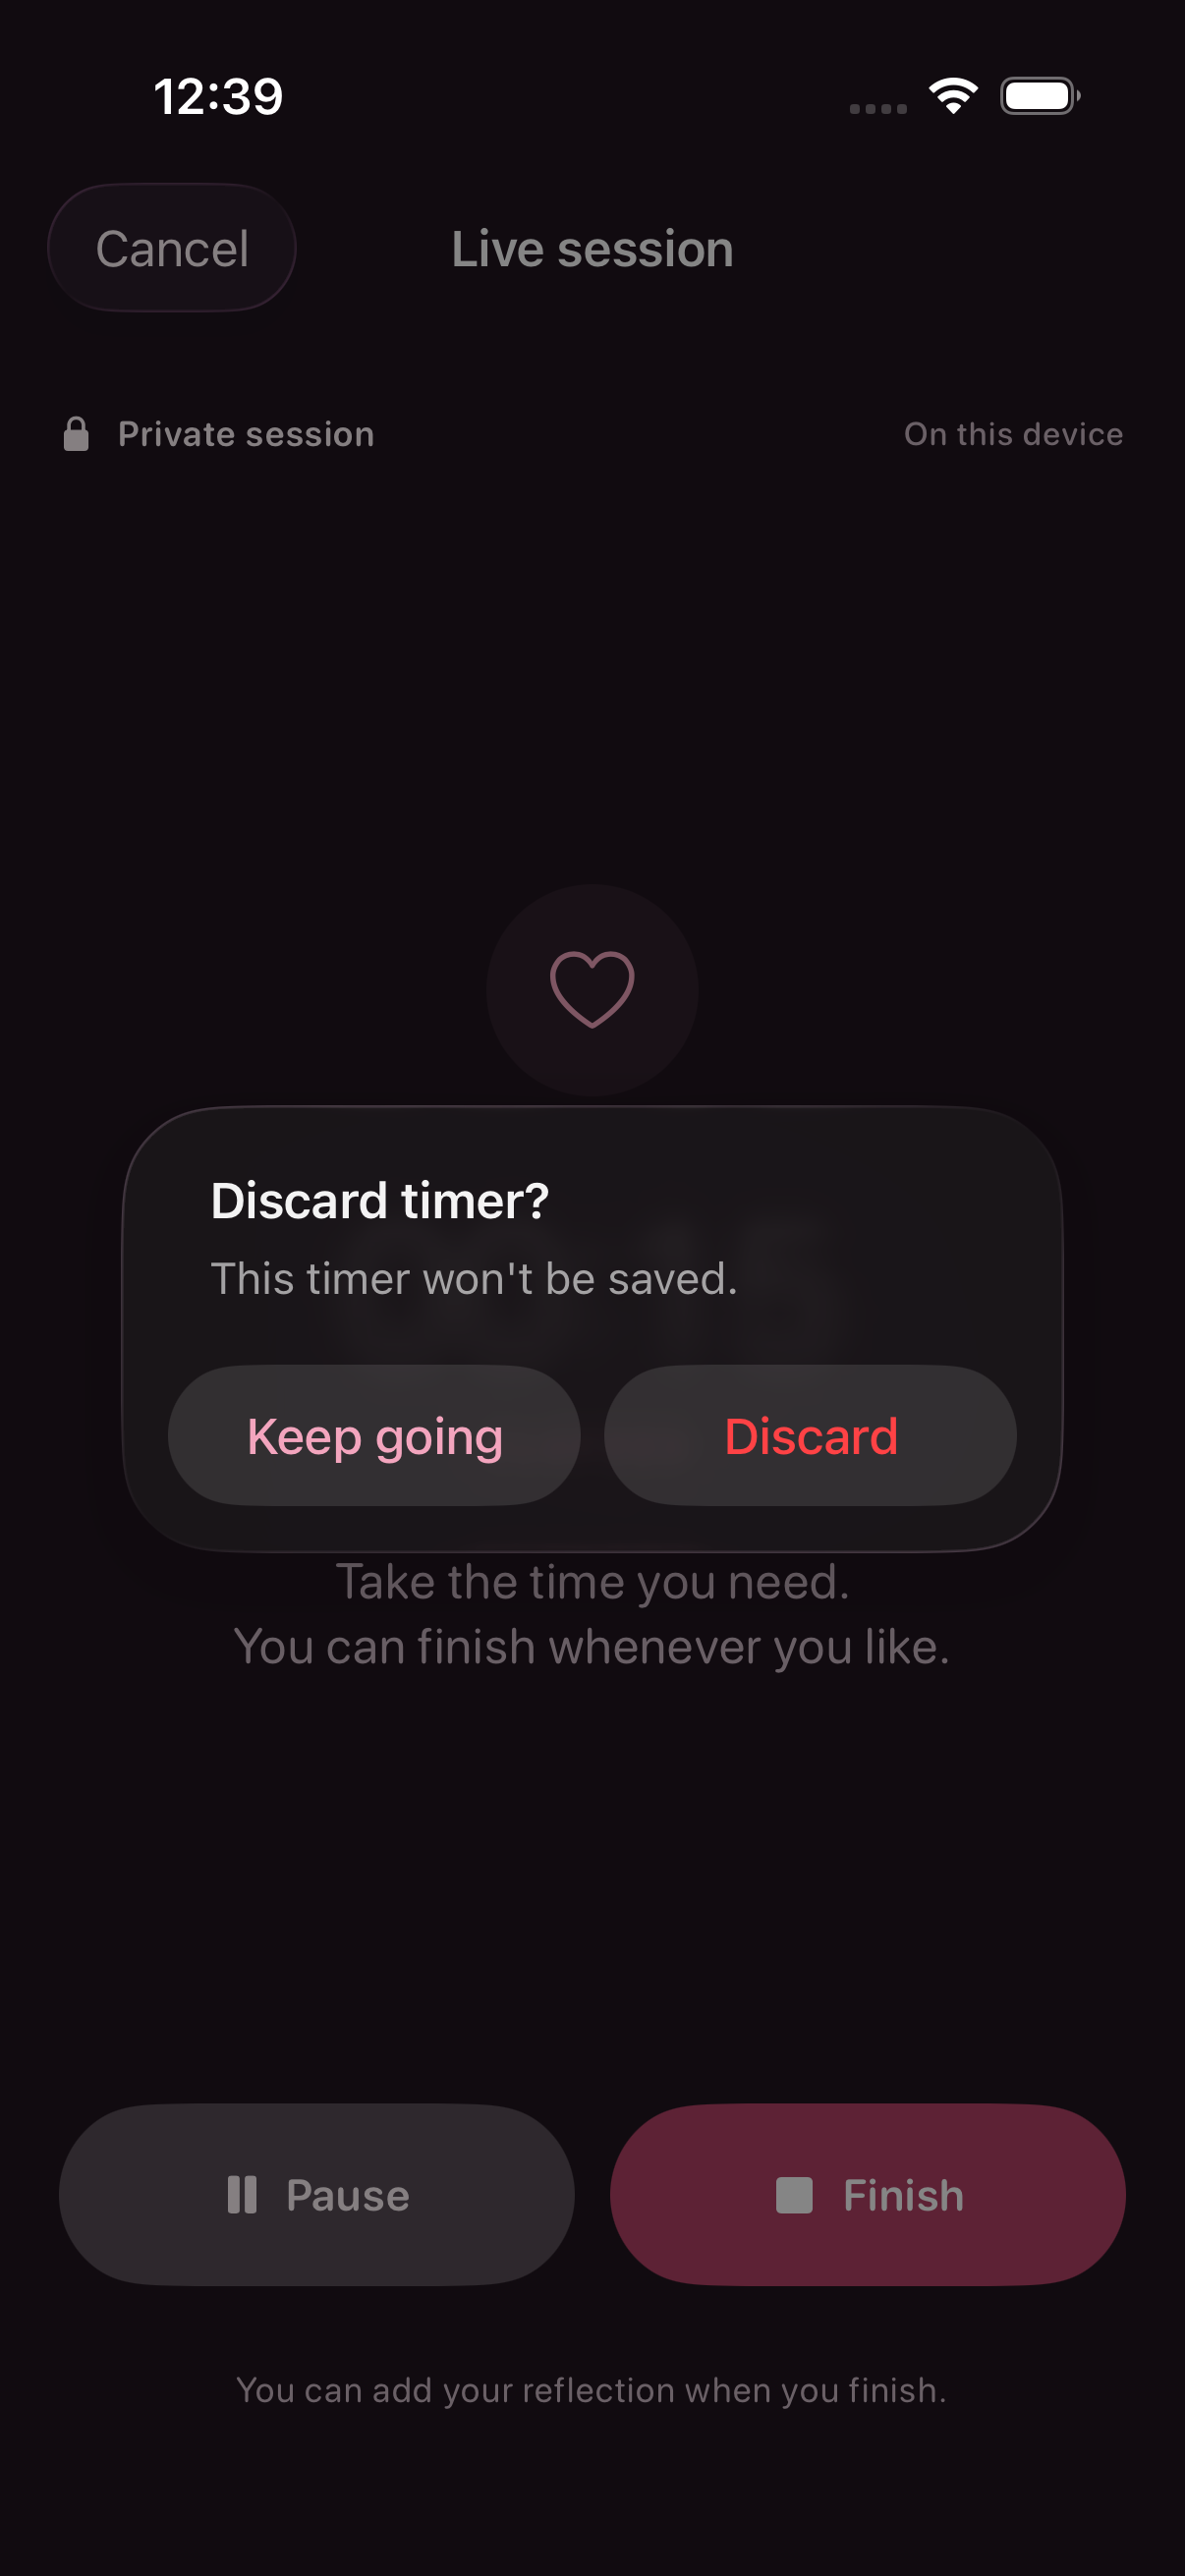 12:39
Cancel
Live session
Private session
On this device
Discard timer?
This timer won't be saved.
Keep going
Discard
Take the time you need.
You can finish whenever you like.
Pause
Finish
You can add your reflection when you finish.